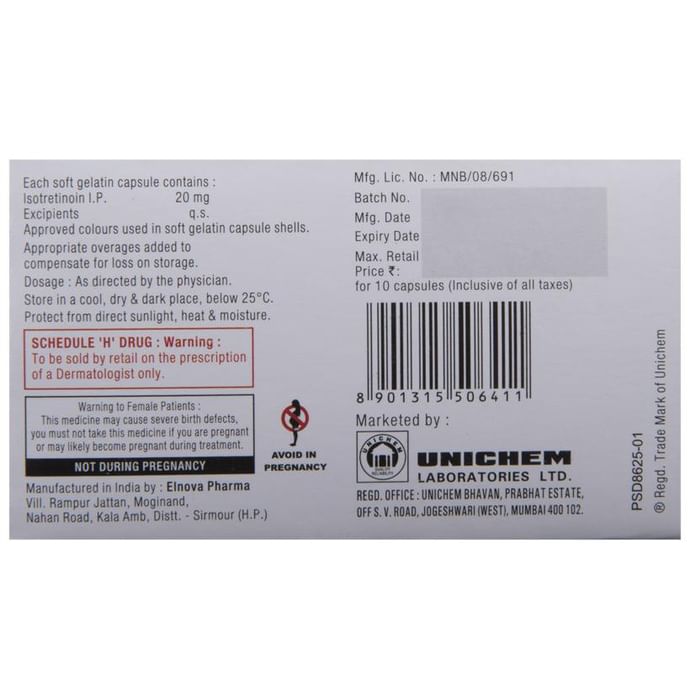 Each soft gelatin capsule contains :
Isotretinoin I.P. 20 mg
Excipients q.s.
Approved colours used in soft gelatin capsule shells.
Appropriate overages added to
compensate for loss on storage.
Dosage : As directed by the physician.
Store in a cool, dry & dark place, below 25°C.
Protect from direct sunlight, heat & moisture.
SCHEDULE 'H' DRUG : Warning :
To be sold by retail on the prescription
of a Dermatologist only.
Warning to Female Patients :
This medicine may cause severe birth defects,
you must not take this medicine if you are pregnant
or may likely become pregnant during treatment.
NOT DURING PREGNANCY
AVOID IN
PREGNANCY
Manufactured in India by : Elnova Pharma
Vill. Rampur Jattan, Moginand,
Nahan Road, Kala Amb, Distt. - Sirmour (H.P.)
Mfg. Lic. No. : MNB/08/691
Batch No.
Mfg. Date
Expiry Date
Max. Retail
Price ₹:
for 10 capsules (Inclusive of all taxes)
8 901315 506411
Marketed by :
UNICHEM
QUALITY
RELIABILITY
UNICHEM
LABORATORIES LTD.
REGD. OFFICE : UNICHEM BHAVAN, PRABHAT ESTATE,
OFF S. V. ROAD, JOGESHWARI (WEST), MUMBAI 400 102.
PSD8625-01
® Regd. Trade Mark of Unichem